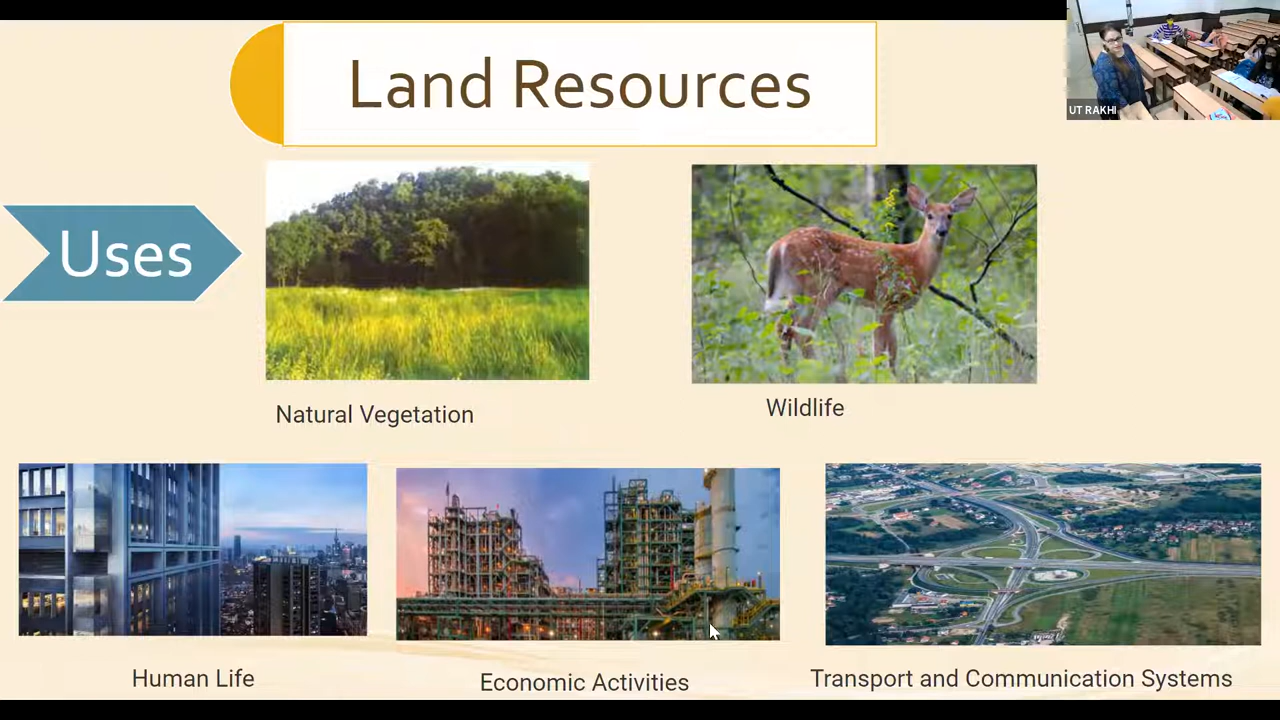 Land Resources
UT RAKHI
Uses
Natural Vegetation
Wildlife
Human Life
Economic Activities
Transport and Communication Systems